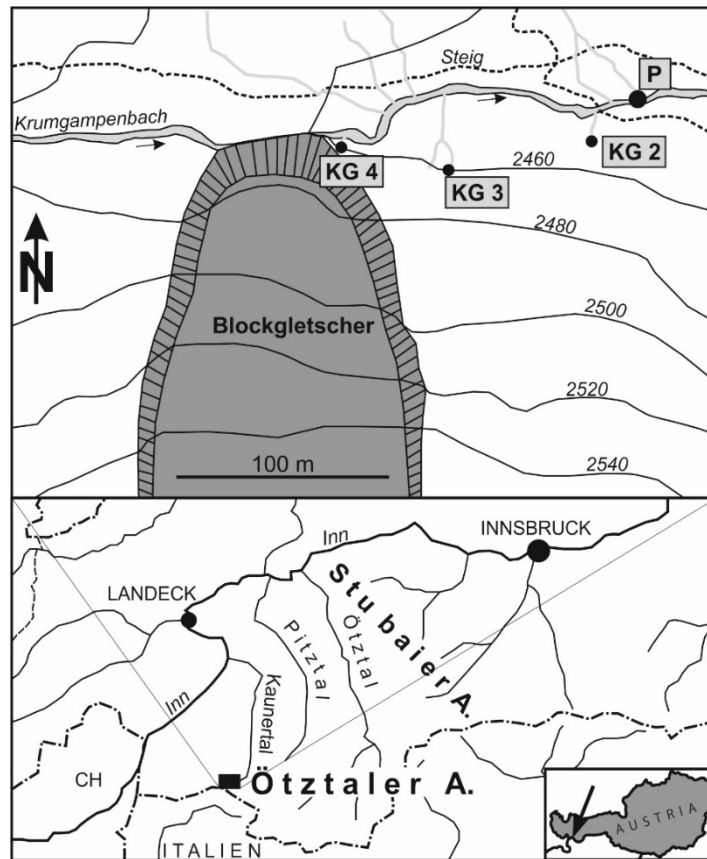 Steig
P
Krumgampenbach
KG 4
KG 3
KG 2
2460
2480
N
2500
Blockgletscher
2520
100 m
2540
INNSBRUCK
Inn
LANDECK
Stubaier A.
Pitztal
Ötztal
Inn
Kaunertal
CH
Ötztaler A.
ITALIEN
AUSTRIA